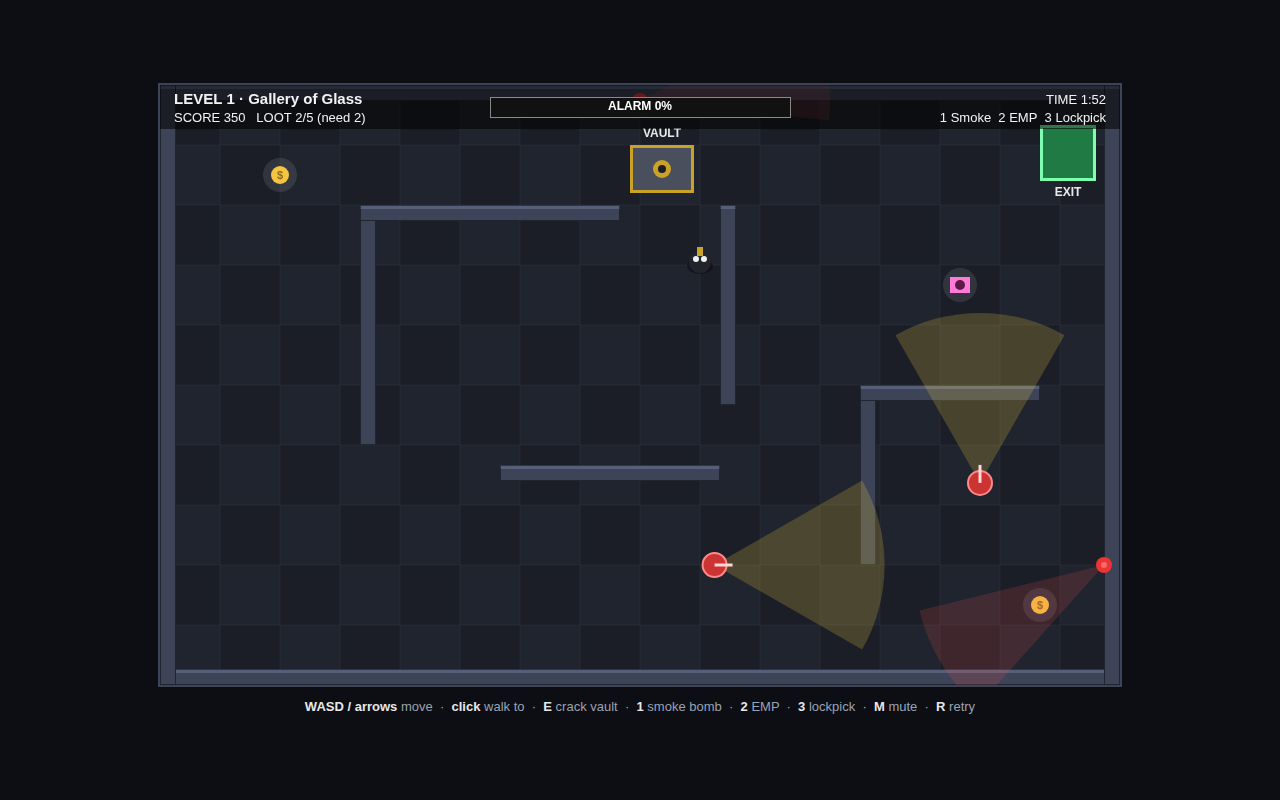 LEVEL 1 · Gallery of Glass
SCORE 350 LOOT 2/5 (need 2)
ALARM 0%
TIME 1:52
1 Smoke 2 EMP 3 Lockpick
VAULT
EXIT
$
$
WASD / arrows move · click walk to · E crack vault · 1 smoke bomb · 2 EMP · 3 lockpick · M mute · R retry